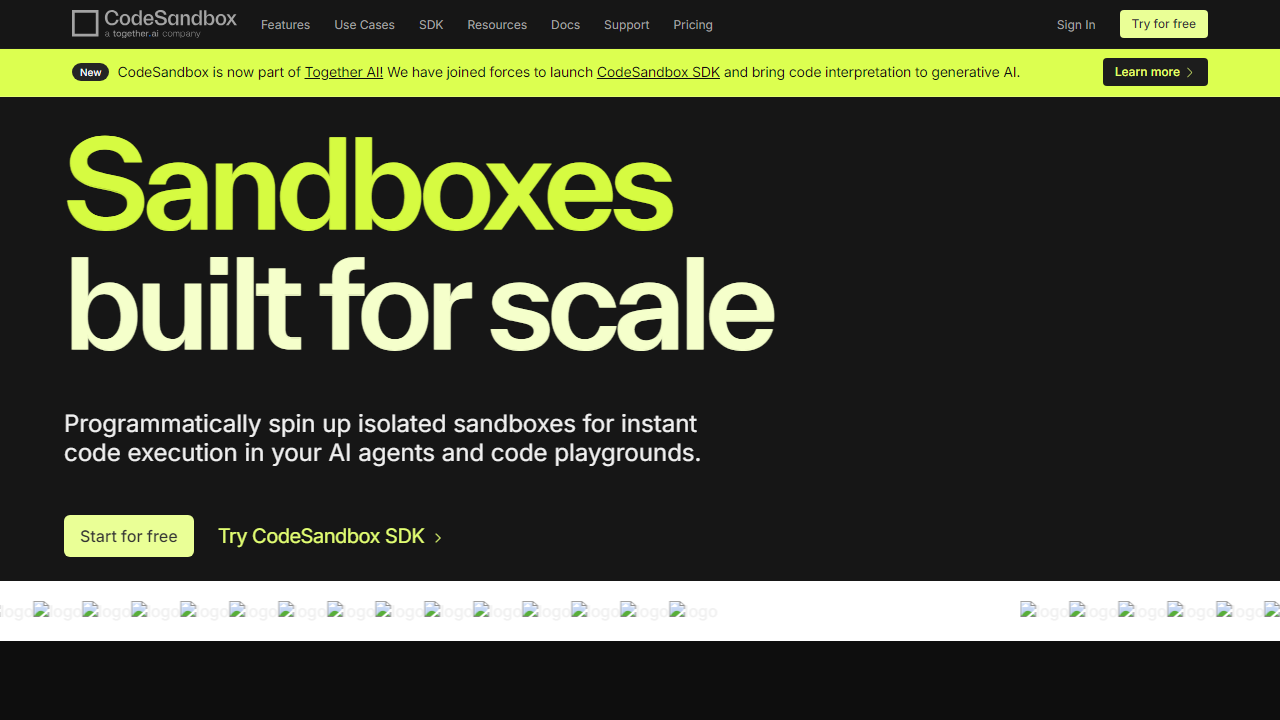 CodeSandbox
a together.ai company
Features
Use Cases
SDK
Resources
Docs
Support
Pricing
Sign In
Try for free
New
CodeSandbox is now part of Together AI! We have joined forces to launch CodeSandbox SDK and bring code interpretation to generative AI.
Learn more
Sandboxes
built for scale
Programmatically spin up isolated sandboxes for instant
code execution in your AI agents and code playgrounds.
Start for free
Try CodeSandbox SDK
logo logo logo logo logo logo logo logo logo logo logo logo logo logo logo logo logo logo logo logo